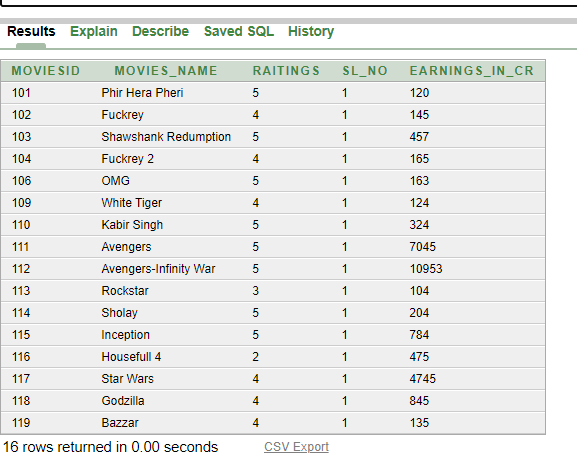 Results Explain Describe Saved SQL History
MOVIESID MOVIES_NAME RAITINGS SL_NO EARNINGS_IN_CR
101 Phir Hera Pheri 5 1 120
102 Fuckrey 4 1 145
103 Shawshank Redumption 5 1 457
104 Fuckrey 2 4 1 165
106 OMG 5 1 163
109 White Tiger 4 1 124
110 Kabir Singh 5 1 324
111 Avengers 5 1 7045
112 Avengers-Infinity War 5 1 10953
113 Rockstar 3 1 104
114 Sholay 5 1 204
115 Inception 5 1 784
116 Housefull 4 2 1 475
117 Star Wars 4 1 4745
118 Godzilla 4 1 845
119 Bazzar 4 1 135
16 rows returned in 0.00 seconds CSV Export